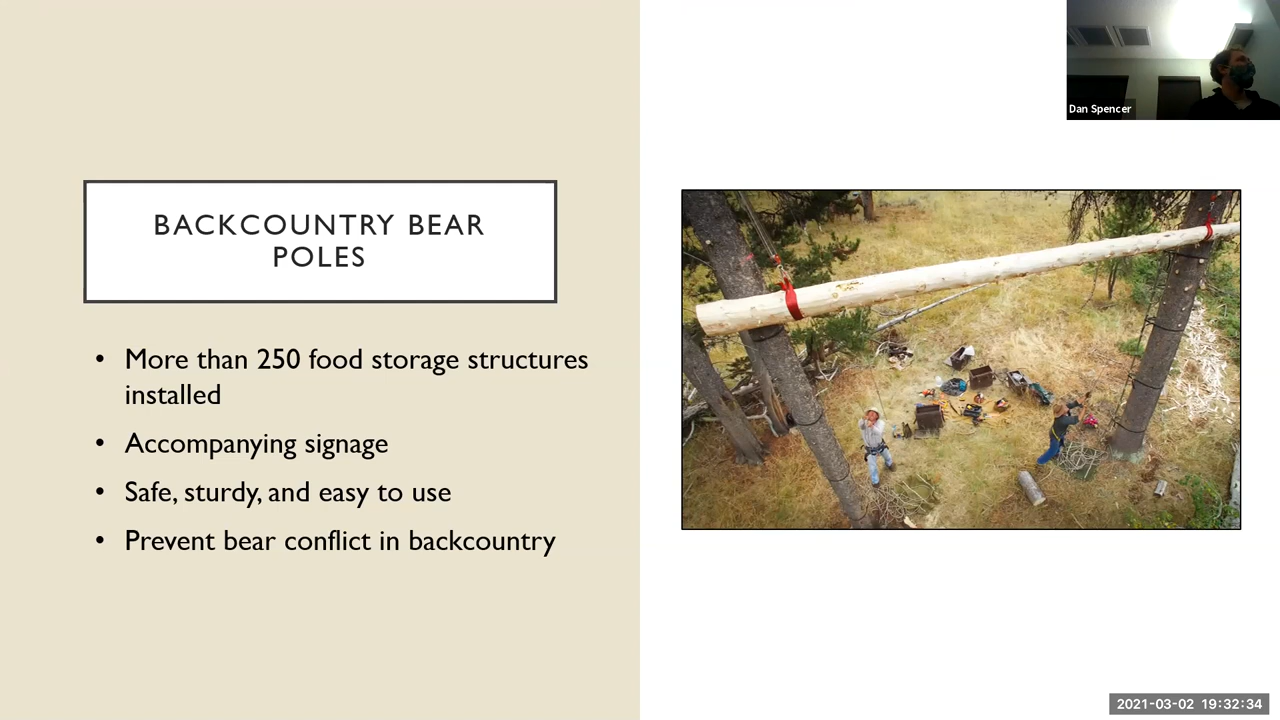 Dan Spencer
BACKCOUNTRY BEAR
POLES
• More than 250 food storage structures
installed
• Accompanying signage
• Safe, sturdy, and easy to use
• Prevent bear conflict in backcountry
2021-03-02 19:32:34